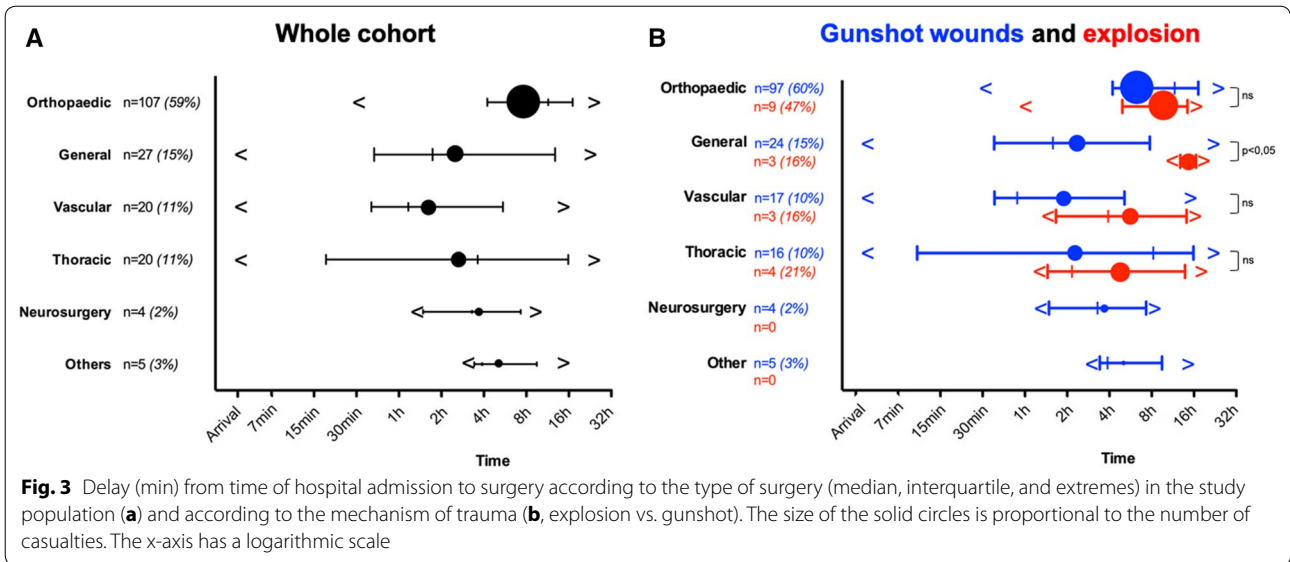 A
Whole cohort
Orthopaedic n=107 (59%)
General n=27 (15%)
Vascular n=20 (11%)
Thoracic n=20 (11%)
Neurosurgery n=4 (2%)
Others n=5 (3%)
Arrival 7min 15min 30min 1h 2h 4h 8h 16h 32h
Time
B
Gunshot wounds and explosion
Orthopaedic n=97 (60%)
n=9 (47%)
ns
General n=24 (15%)
n=3 (16%)
p<0,05
Vascular n=17 (10%)
n=3 (16%)
ns
Thoracic n=16 (10%)
n=4 (21%)
ns
Neurosurgery n=4 (2%)
n=0
Other n=5 (3%)
n=0
Arrival 7min 15min 30min 1h 2h 4h 8h 16h 32h
Time
Fig. 3 Delay (min) from time of hospital admission to surgery according to the type of surgery (median, interquartile, and extremes) in the study
population (a) and according to the mechanism of trauma (b, explosion vs. gunshot). The size of the solid circles is proportional to the number of
casualties. The x-axis has a logarithmic scale